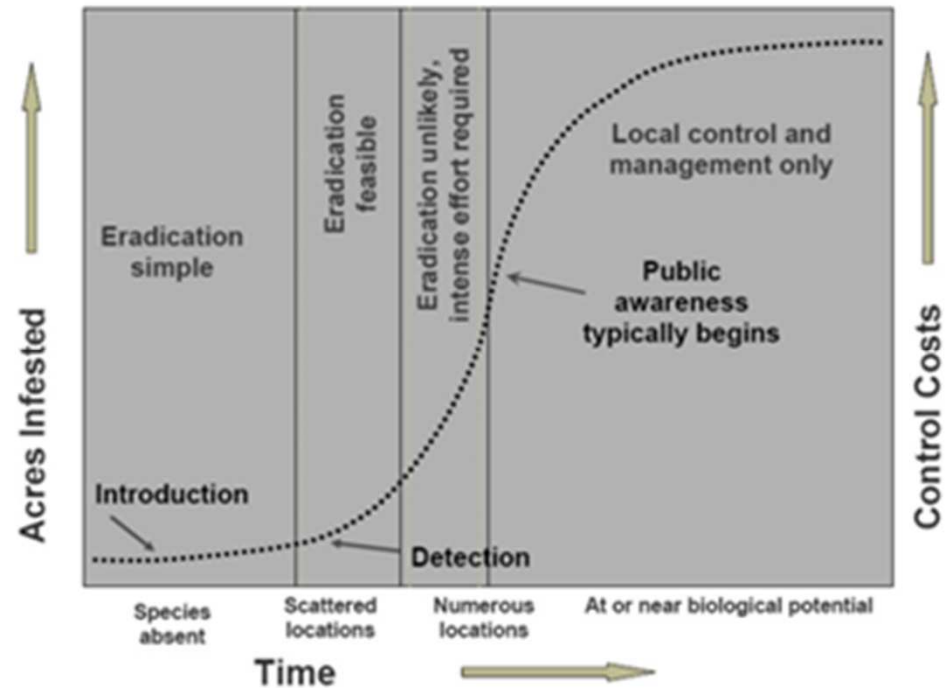 Acres Infested
Control Costs
Eradication
simple
Eradication
feasible
Eradication unlikely,
intense effort required
Local control and
management only
Public
awareness
typically begins
Introduction
Detection
Species
absent
Scattered
locations
Numerous
locations
At or near biological potential
Time